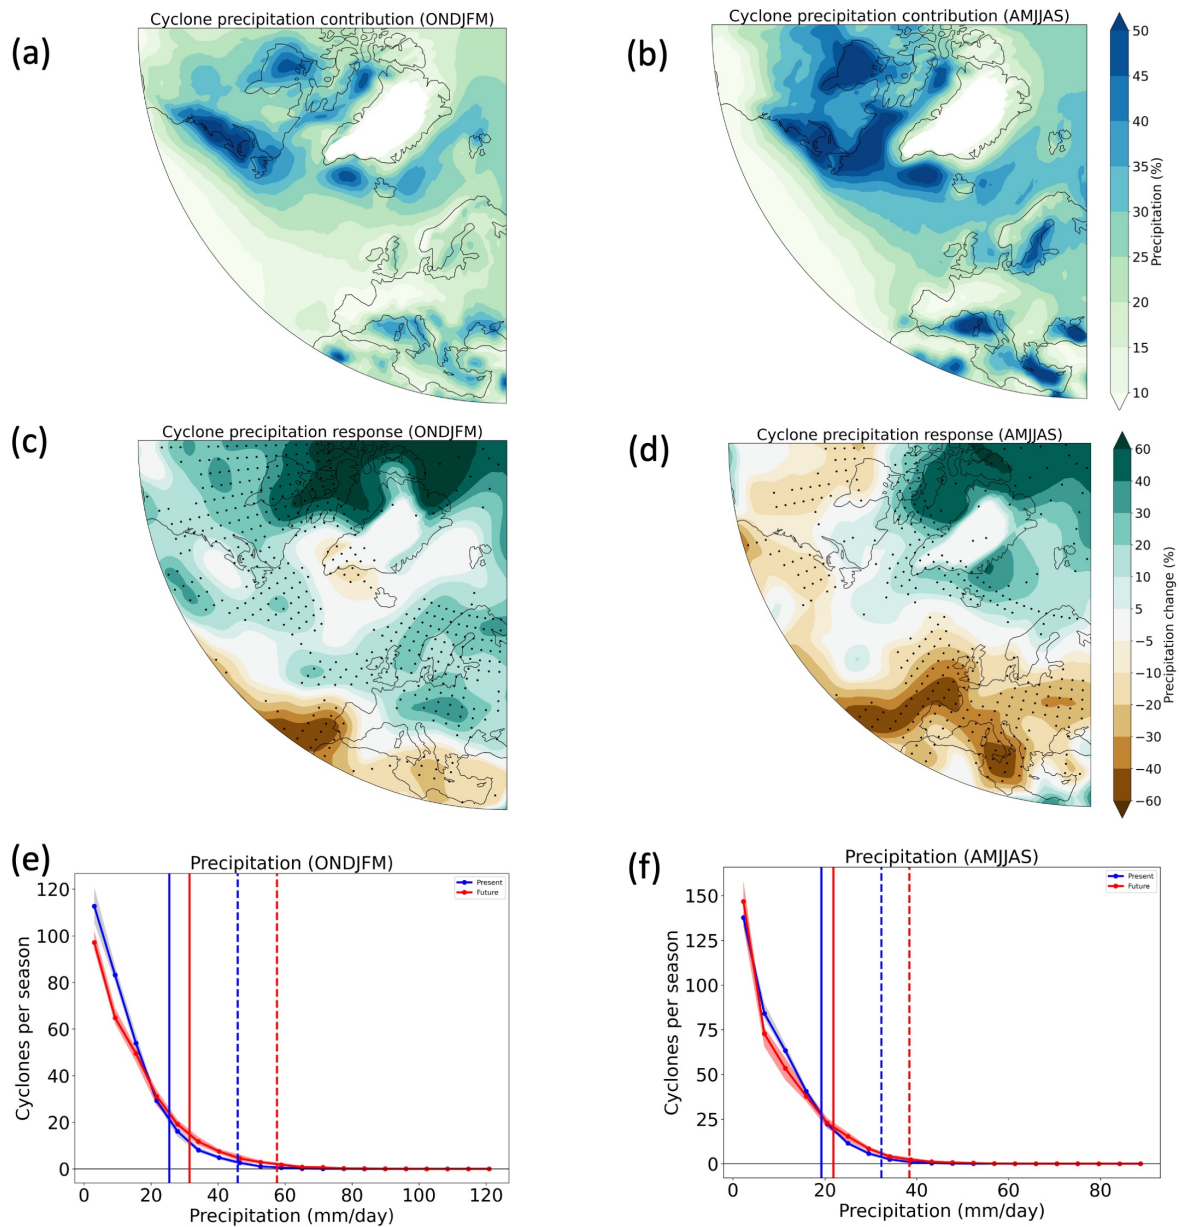 Cyclone precipitation contribution (ONDJFM)
(a)
Cyclone precipitation contribution (AMJJAS)
(b)
50
45
40
35
30
25
20
15
10
Precipitation (%)
Cyclone precipitation response (ONDJFM)
(c)
Cyclone precipitation response (AMJJAS)
(d)
60
40
30
20
10
5
−5
−10
−20
−30
−40
−60
Precipitation change (%)
(e)
Precipitation (ONDJFM)
Present
Future
120
100
80
60
40
20
0
Cyclones per season
0 20 40 60 80 100 120
Precipitation (mm/day)
(f)
Precipitation (AMJJAS)
Present
Future
150
125
100
75
50
25
0
Cyclones per season
0 20 40 60 80
Precipitation (mm/day)